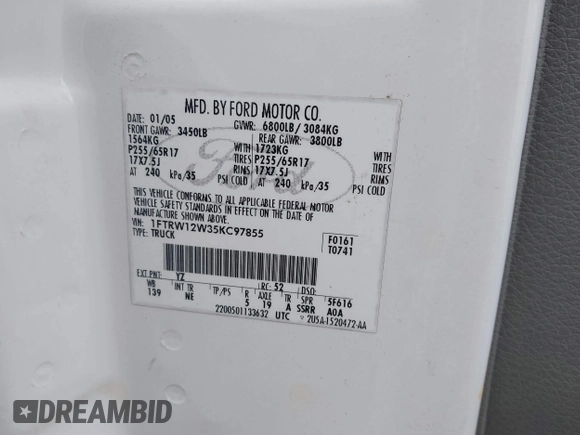 MFD. BY FORD MOTOR CO.
DATE: 01/05 GVWR: 6800LB/ 3084KG
FRONT GAWR: 3450LB REAR GAWR: 3800LB
1564KG WITH 1723KG WITH
P255/65R17 TIRES P255/65R17 TIRES
17X7.5J RIMS 17X7.5J RIMS
AT 240 kPa/35 PSI COLD AT 240 kPa/35 PSI COLD
Ford
THIS VEHICLE CONFORMS TO ALL APPLICABLE FEDERAL MOTOR
VEHICLE SAFETY STANDARDS IN EFFECT ON THE DATE OF
MANUFACTURE SHOWN ABOVE.
VIN: 1FTRW12W35KC97855 F0161
TYPE: TRUCK T0741
EXT PNT: YZ RC: 52 DSO:
WB INT TR TP/PS R AXLE TR SPR 5F616
139 NE 5 19 A SSRR A0A
2200501133632 UTC 2U5A-1520472-AA
DREAMBID